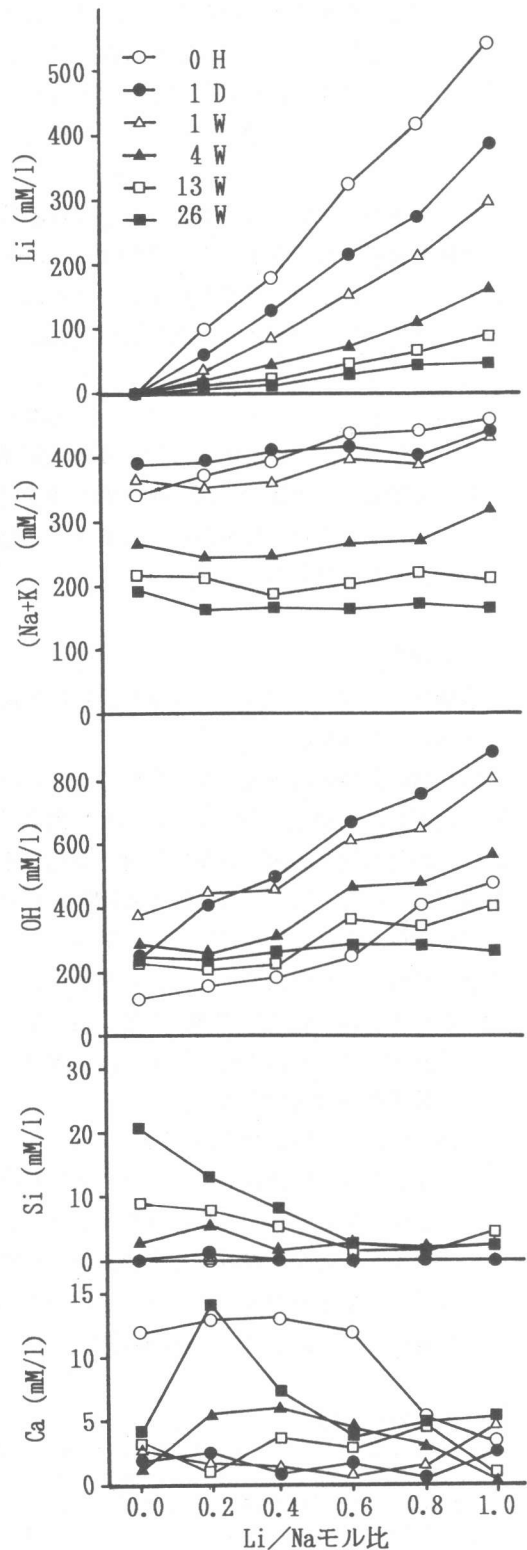 500
400
300
200
100
0
Li (mM/l)
0 H
1 D
1 W
4 W
13 W
26 W
400
300
200
100
0
(Na+K) (mM/l)
800
600
400
200
0
OH (mM/l)
30
20
10
0
Si (mM/l)
15
10
5
0
Ca (mM/l)
0.0 0.2 0.4 0.6 0.8 1.0
Li/Naモル比